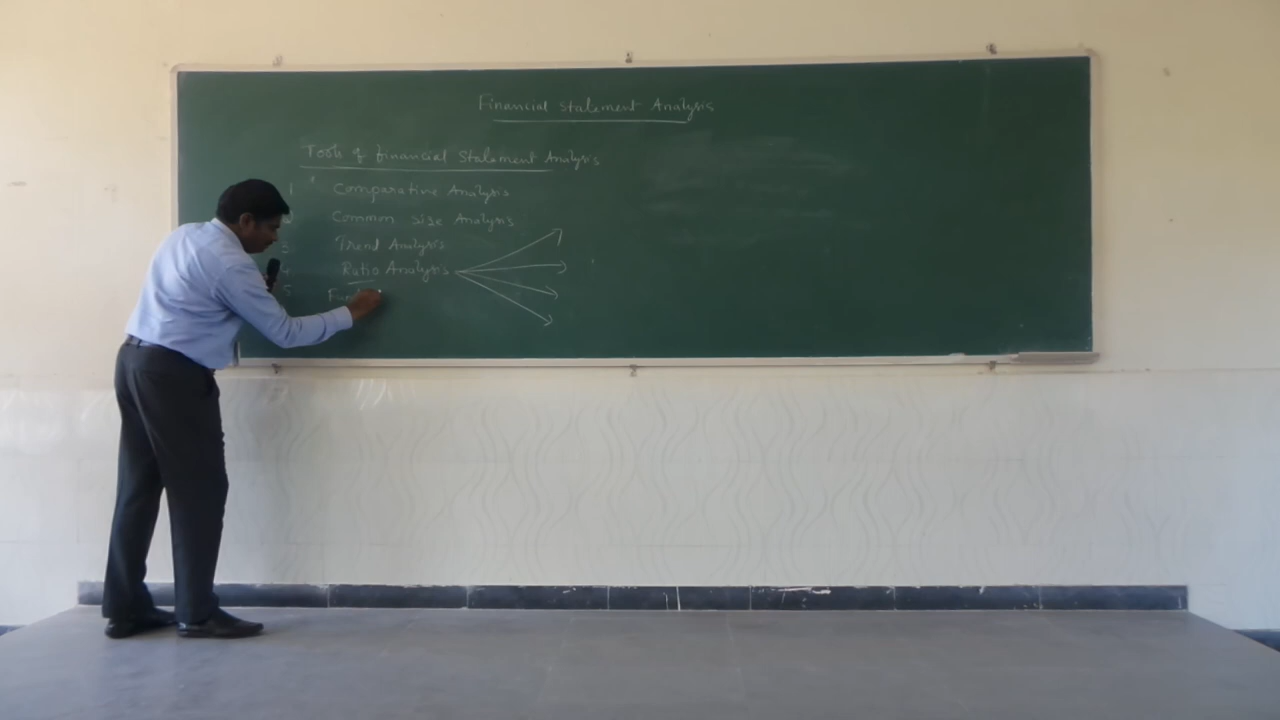 Financial Statement Analysis
Tools of financial Statement Analysis
1 Comparative Analysis
2 Common size Analysis
3 Trend Analysis
4 Ratio Analysis
5